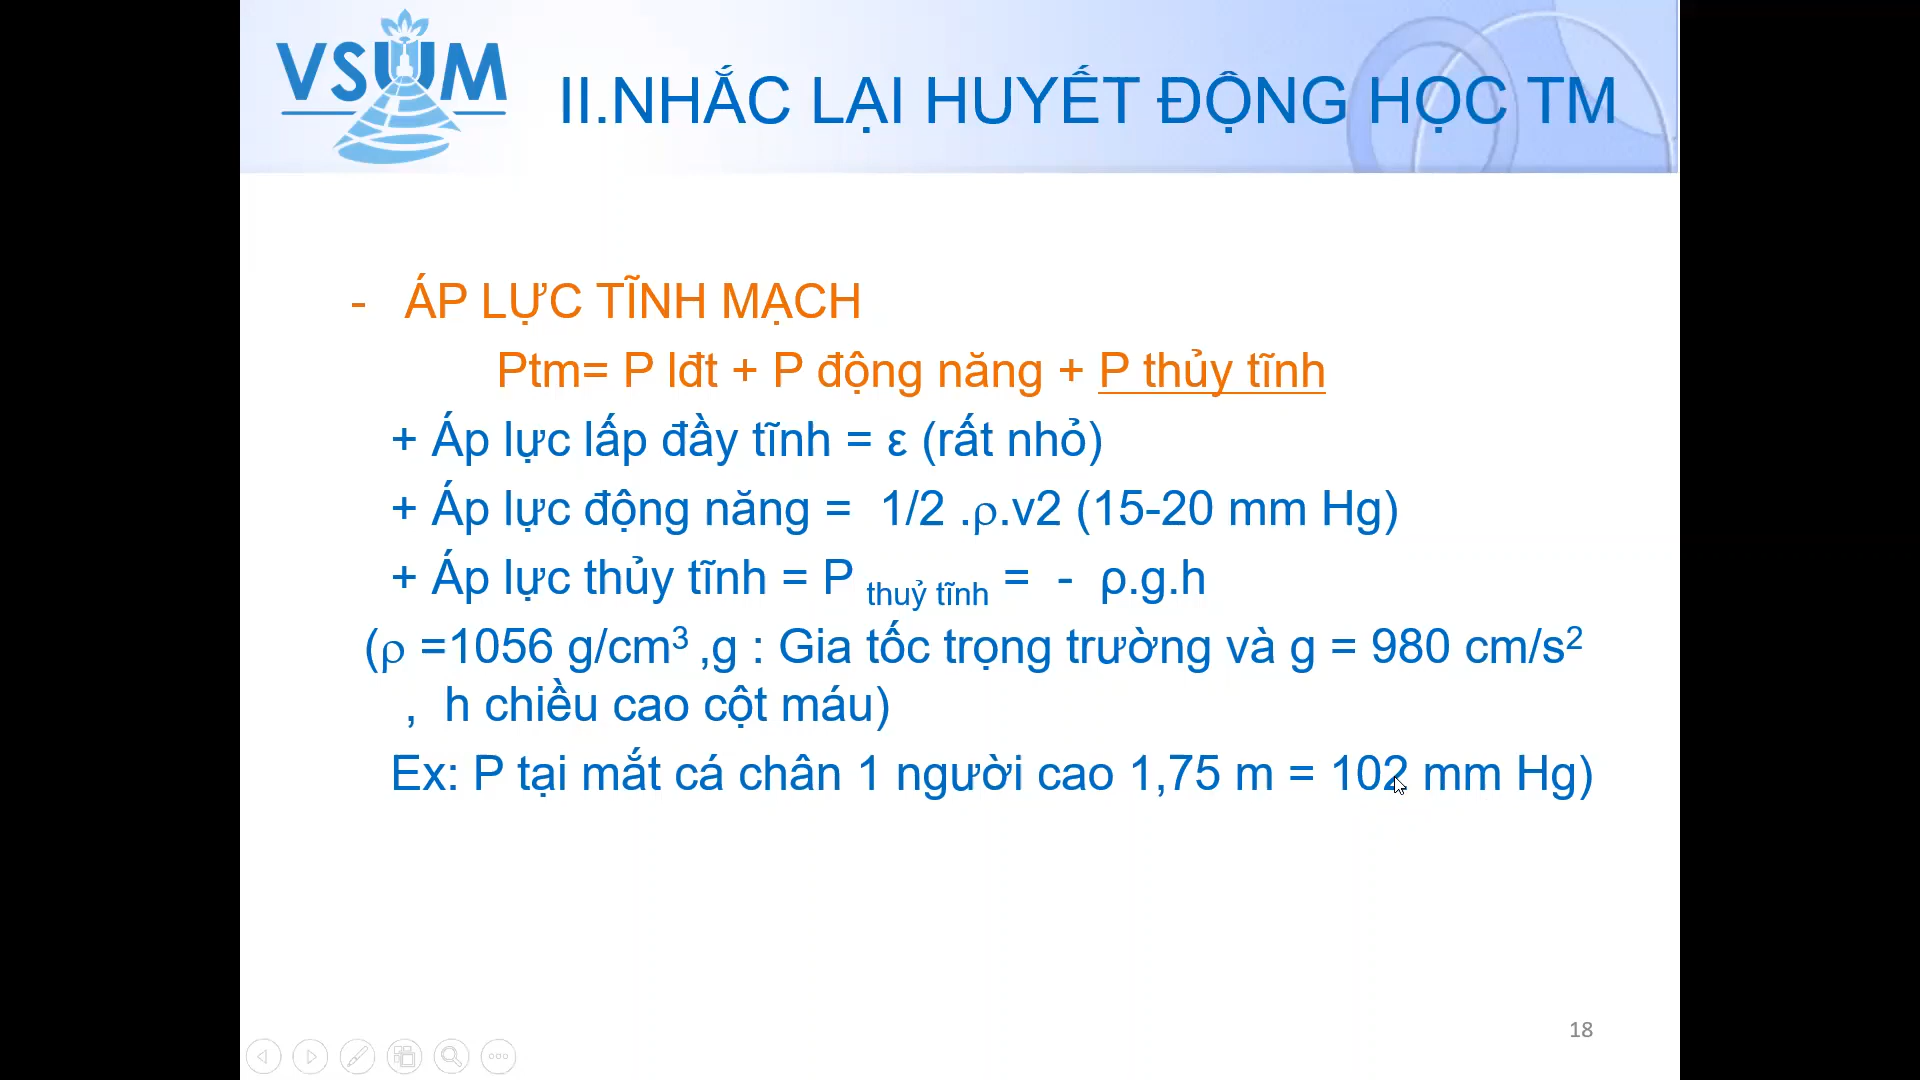 VSUM
II.NHẮC LẠI HUYẾT ĐỘNG HỌC TM
- ÁP LỰC TĨNH MẠCH
Ptm= P lđt + P động năng + P thủy tĩnh
+ Áp lực lấp đầy tĩnh = ε (rất nhỏ)
+ Áp lực động năng = 1/2 .ρ.v2 (15-20 mm Hg)
+ Áp lực thủy tĩnh = P thuỷ tĩnh = - ρ.g.h
(ρ =1056 g/cm³ ,g : Gia tốc trọng trường và g = 980 cm/s²
, h chiều cao cột máu)
Ex: P tại mắt cá chân 1 người cao 1,75 m = 102 mm Hg)
18